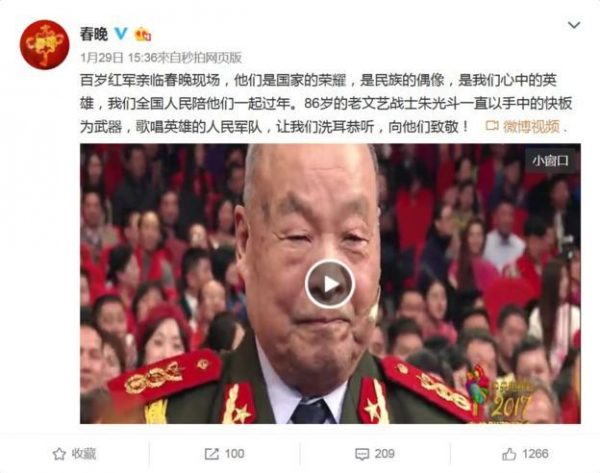 春晚
1月29日 15:36来自秒拍网页版
百岁红军亲临春晚现场，他们是国家的荣耀，是民族的偶像，是我们心中的英
雄，我们全国人民陪他们一起过年。86岁的老文艺战士朱光斗一直以手中的快板
为武器，歌唱英雄的人民军队，让我们洗耳恭听，向他们致敬！ 微博视频 .
小窗口
2017
收藏 100 209 1266